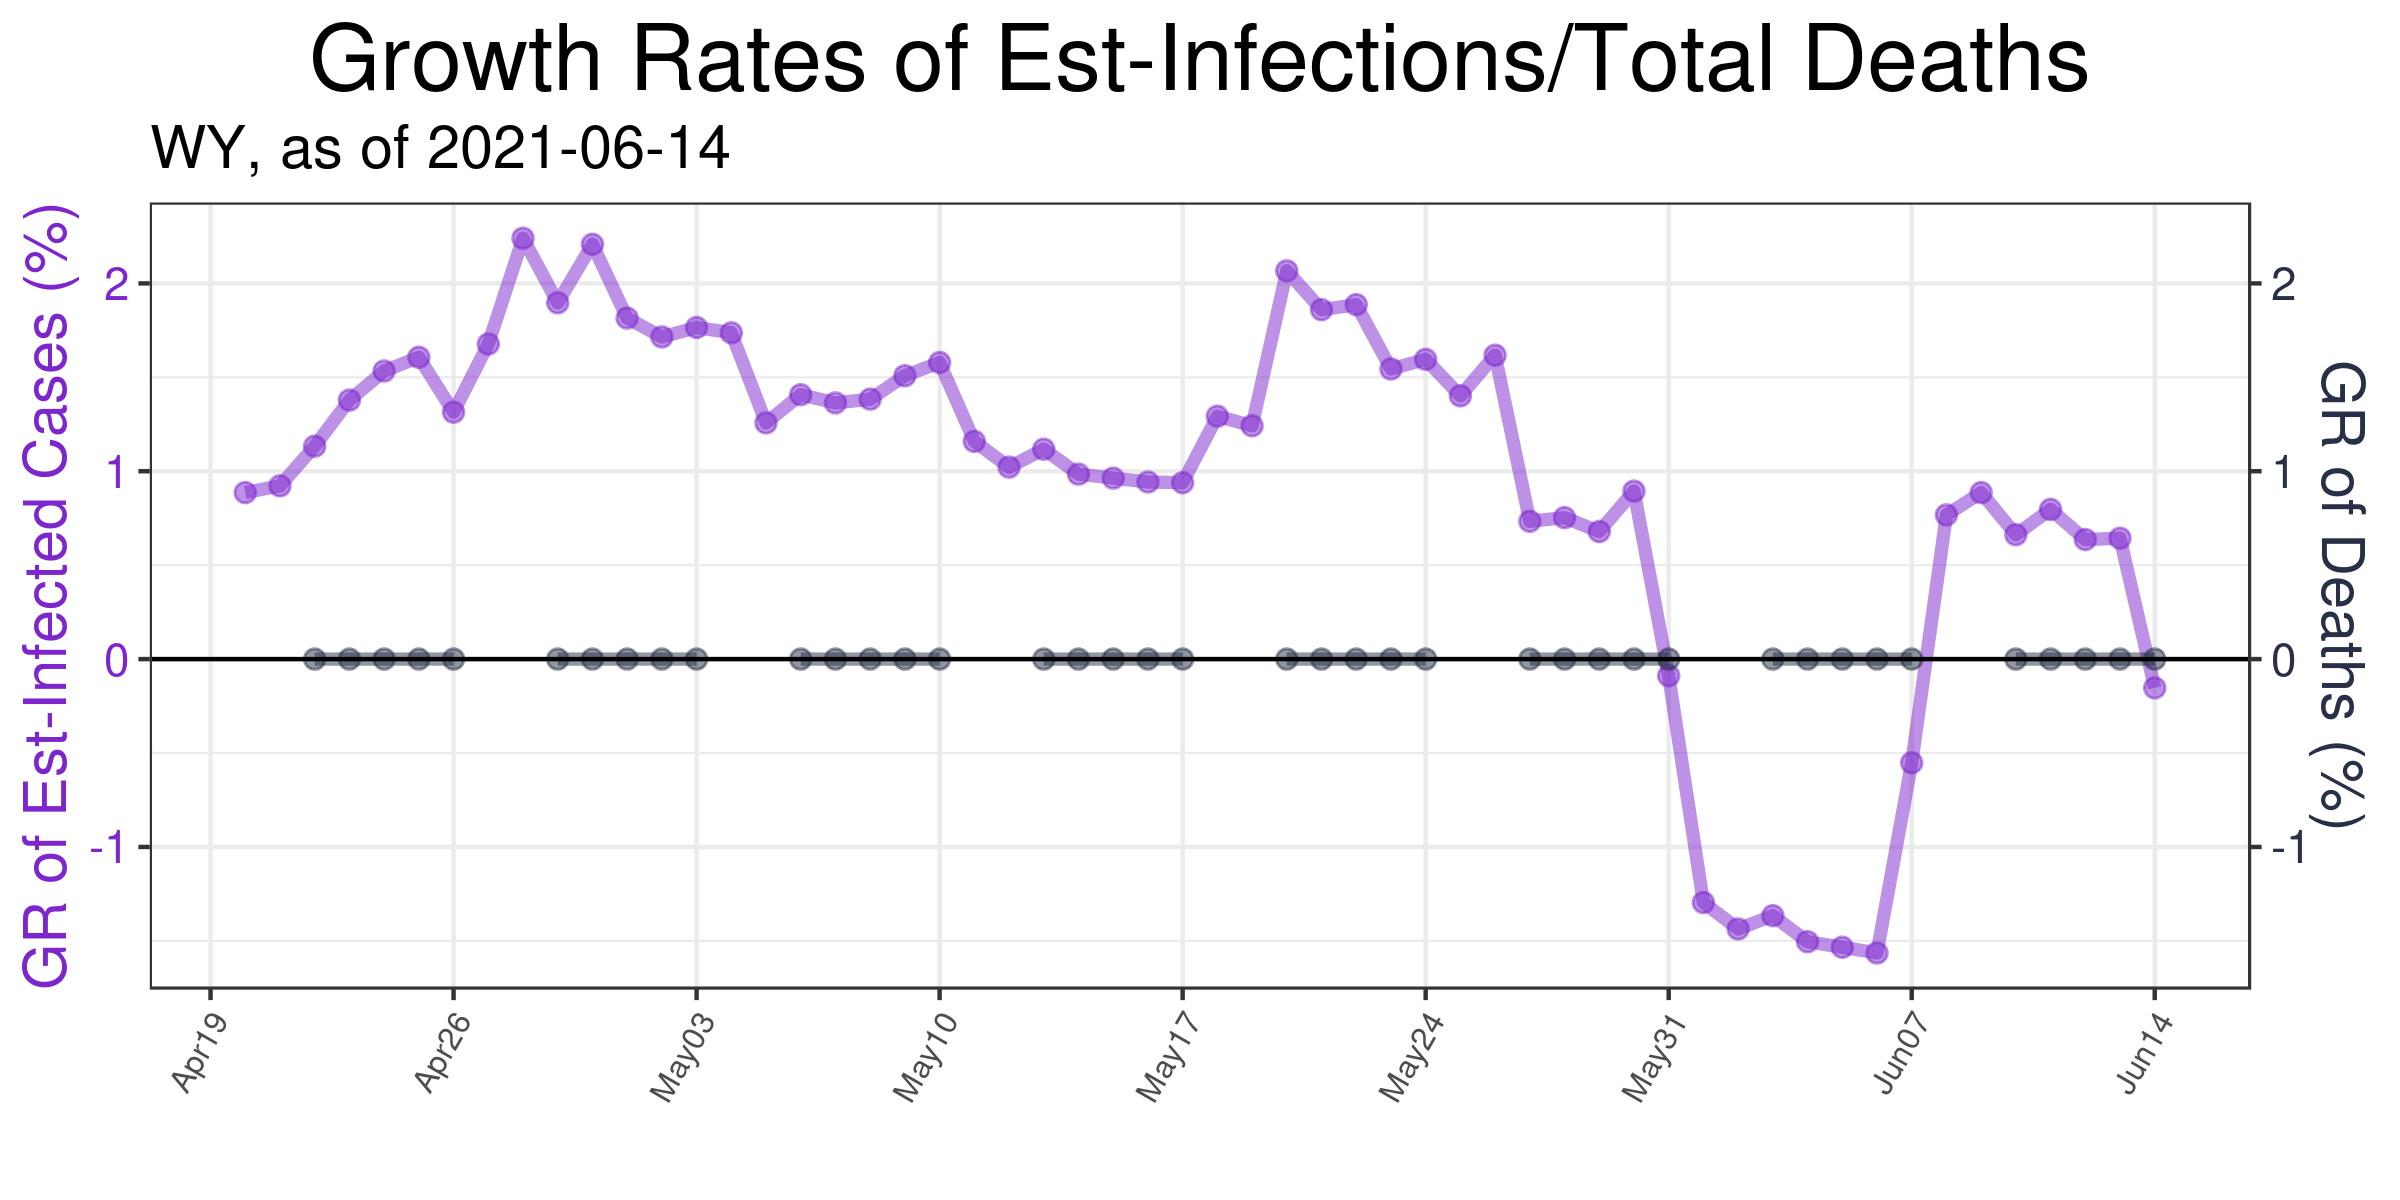 Growth Rates of Est-Infections/Total Deaths
WY, as of 2021-06-14
GR of Est-Infected Cases (%)
2
1
0
-1
2
1
0
-1
GR of Deaths (%)
Apr19
Apr26
May03
May10
May17
May24
May31
Jun07
Jun14